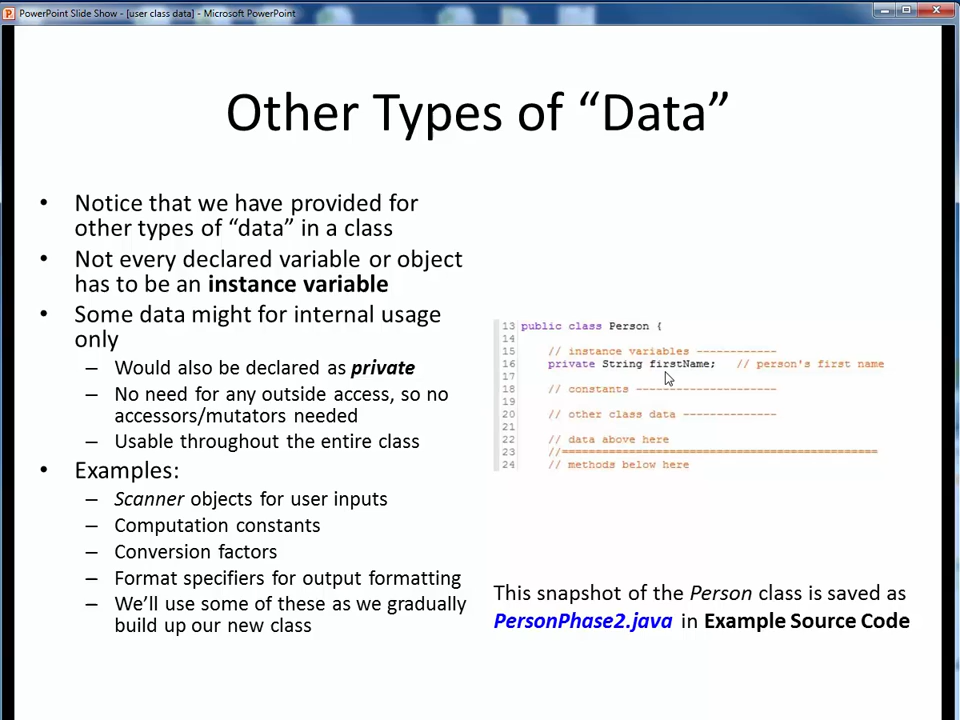 PowerPoint Slide Show - [user class data] - Microsoft PowerPoint
Other Types of “Data”
• Notice that we have provided for
other types of “data” in a class
• Not every declared variable or object
has to be an instance variable
• Some data might for internal usage
only
– Would also be declared as private
– No need for any outside access, so no
accessors/mutators needed
– Usable throughout the entire class
• Examples:
– Scanner objects for user inputs
– Computation constants
– Conversion factors
– Format specifiers for output formatting
– We’ll use some of these as we gradually
build up our new class
13 public class Person {
14
15 // instance variables ------------
16 private String firstName; // person's first name
17
18 // constants ---------------------
19
20 // other class data --------------
21
22 // data above here
23 //===============================================
24 // methods below here
This snapshot of the Person class is saved as
PersonPhase2.java in Example Source Code